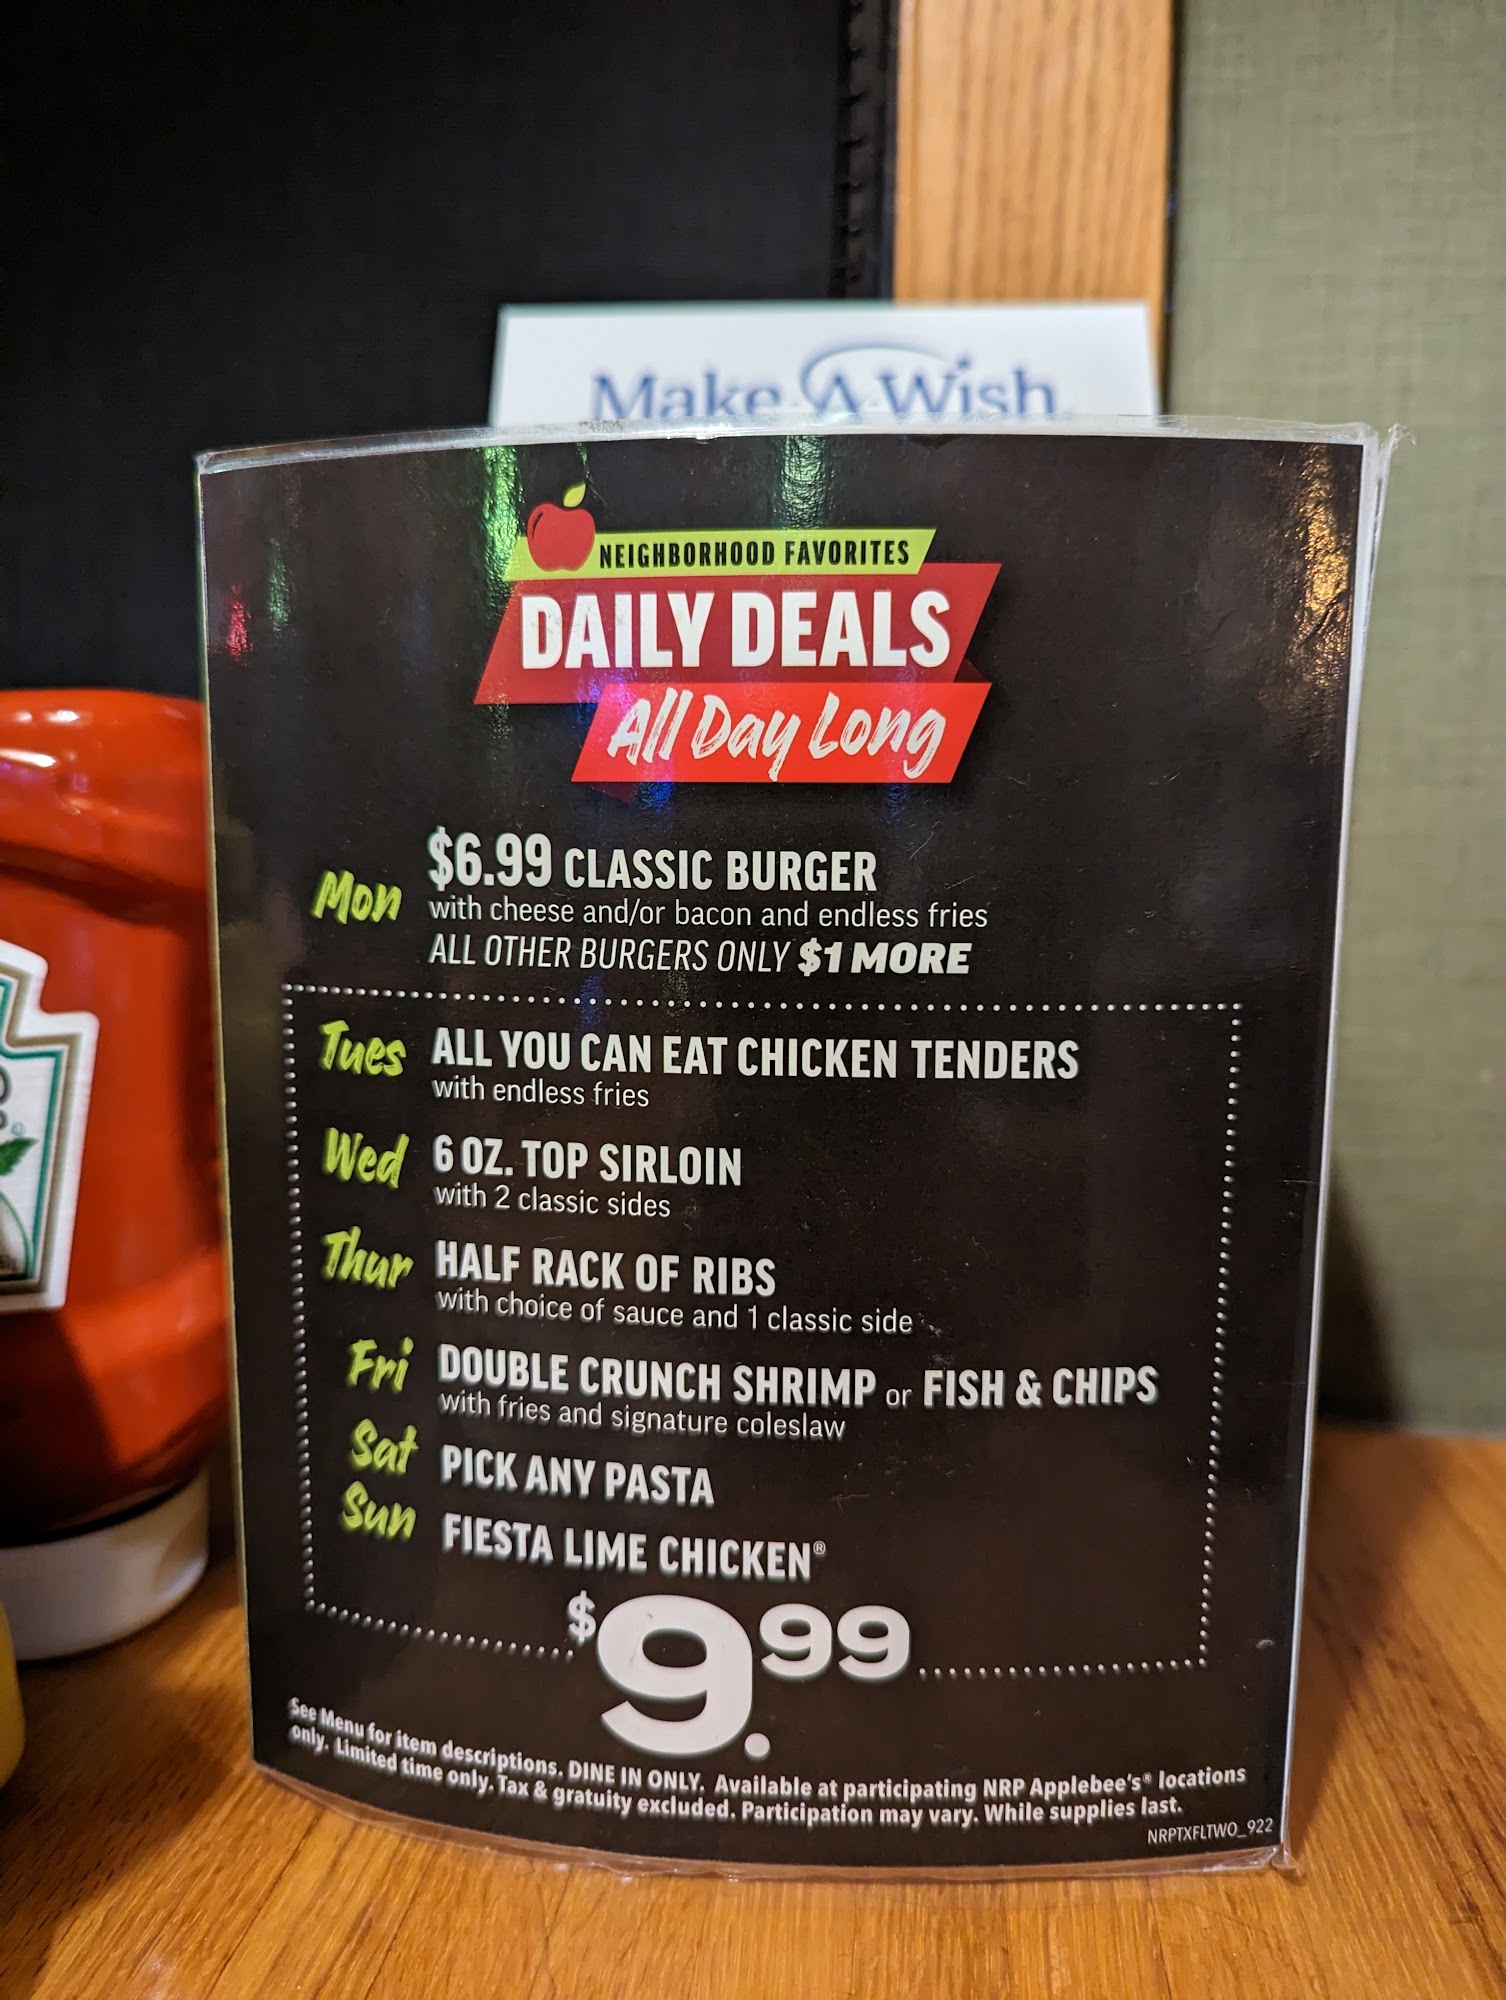 Make-A-Wish
NEIGHBORHOOD FAVORITES
DAILY DEALS
All Day Long
Mon
$6.99 CLASSIC BURGER
with cheese and/or bacon and endless fries
ALL OTHER BURGERS ONLY $1 MORE
Tues
ALL YOU CAN EAT CHICKEN TENDERS
with endless fries
Wed
6 OZ. TOP SIRLOIN
with 2 classic sides
Thur
HALF RACK OF RIBS
with choice of sauce and 1 classic side
Fri
DOUBLE CRUNCH SHRIMP or FISH & CHIPS
with fries and signature coleslaw
Sat
PICK ANY PASTA
Sun
FIESTA LIME CHICKEN®
$9.99
See Menu for item descriptions. DINE IN ONLY. Available at participating NRP Applebee's® locations
only. Limited time only. Tax & gratuity excluded. Participation may vary. While supplies last.
NRPTXFLTWO_922